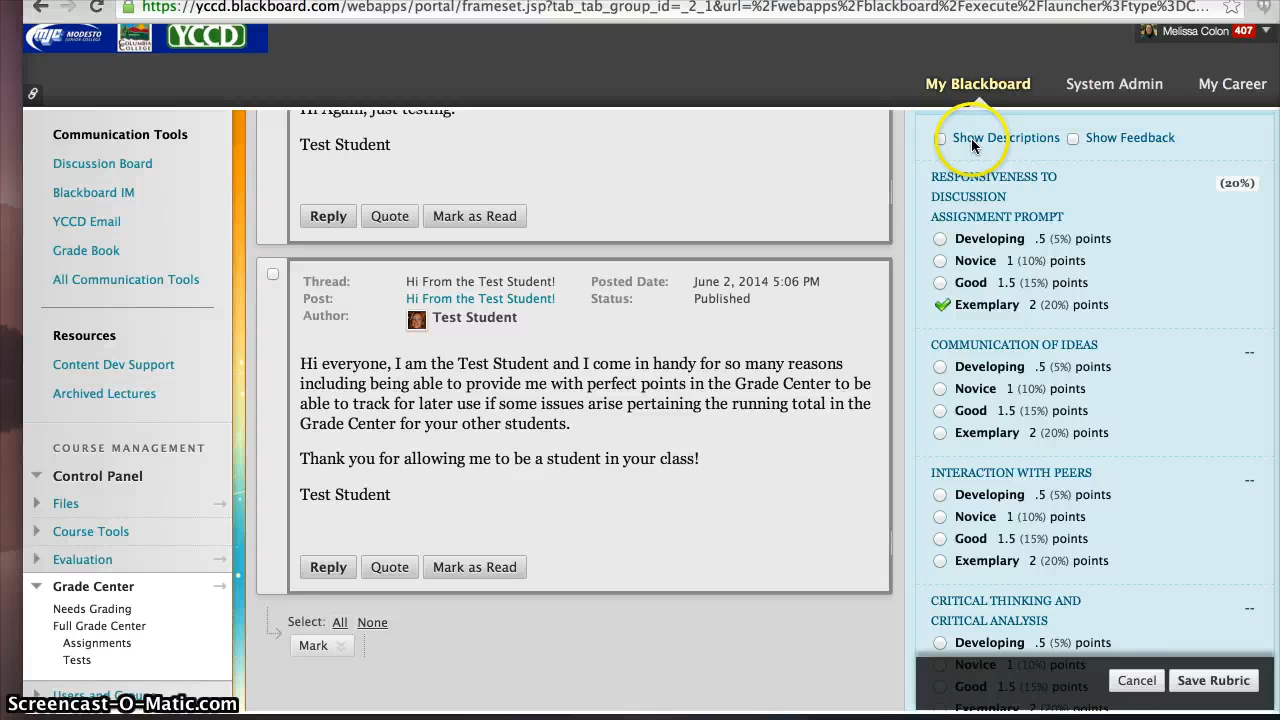 https://yccd.blackboard.com/webapps/portal/frameset.jsp?tab_tab_group_id=_2_1&url=%2Fwebapps%2Fblackboard%2Fexecute%2Flauncher%3Ftype%3DC...
mjc MODESTO JUNIOR COLLEGE
COLUMBIA COLLEGE
YCCD
Melissa Colon 407
My Blackboard
System Admin
My Career
Communication Tools
Discussion Board
Blackboard IM
YCCD Email
Grade Book
All Communication Tools
Resources
Content Dev Support
Archived Lectures
COURSE MANAGEMENT
Control Panel
Files
Course Tools
Evaluation
Grade Center
Needs Grading
Full Grade Center
Assignments
Tests
Users and Groups
Hi Again, just testing.
Test Student
Reply
Quote
Mark as Read
Thread: Hi From the Test Student!
Posted Date: June 2, 2014 5:06 PM
Post: Hi From the Test Student!
Status: Published
Author: Test Student
Hi everyone, I am the Test Student and I come in handy for so many reasons
including being able to provide me with perfect points in the Grade Center to be
able to track for later use if some issues arise pertaining the running total in the
Grade Center for your other students.
Thank you for allowing me to be a student in your class!
Test Student
Reply
Quote
Mark as Read
Select: All None
Mark
Show Descriptions
Show Feedback
RESPONSIVENESS TO
DISCUSSION
ASSIGNMENT PROMPT
(20%)
Developing .5 (5%) points
Novice 1 (10%) points
Good 1.5 (15%) points
Exemplary 2 (20%) points
COMMUNICATION OF IDEAS --
Developing .5 (5%) points
Novice 1 (10%) points
Good 1.5 (15%) points
Exemplary 2 (20%) points
INTERACTION WITH PEERS --
Developing .5 (5%) points
Novice 1 (10%) points
Good 1.5 (15%) points
Exemplary 2 (20%) points
CRITICAL THINKING AND --
CRITICAL ANALYSIS
Developing .5 (5%) points
Novice 1 (10%) points
Good 1.5 (15%) points
Exemplary 2 (20%) points
Cancel
Save Rubric
Screencast-O-Matic.com